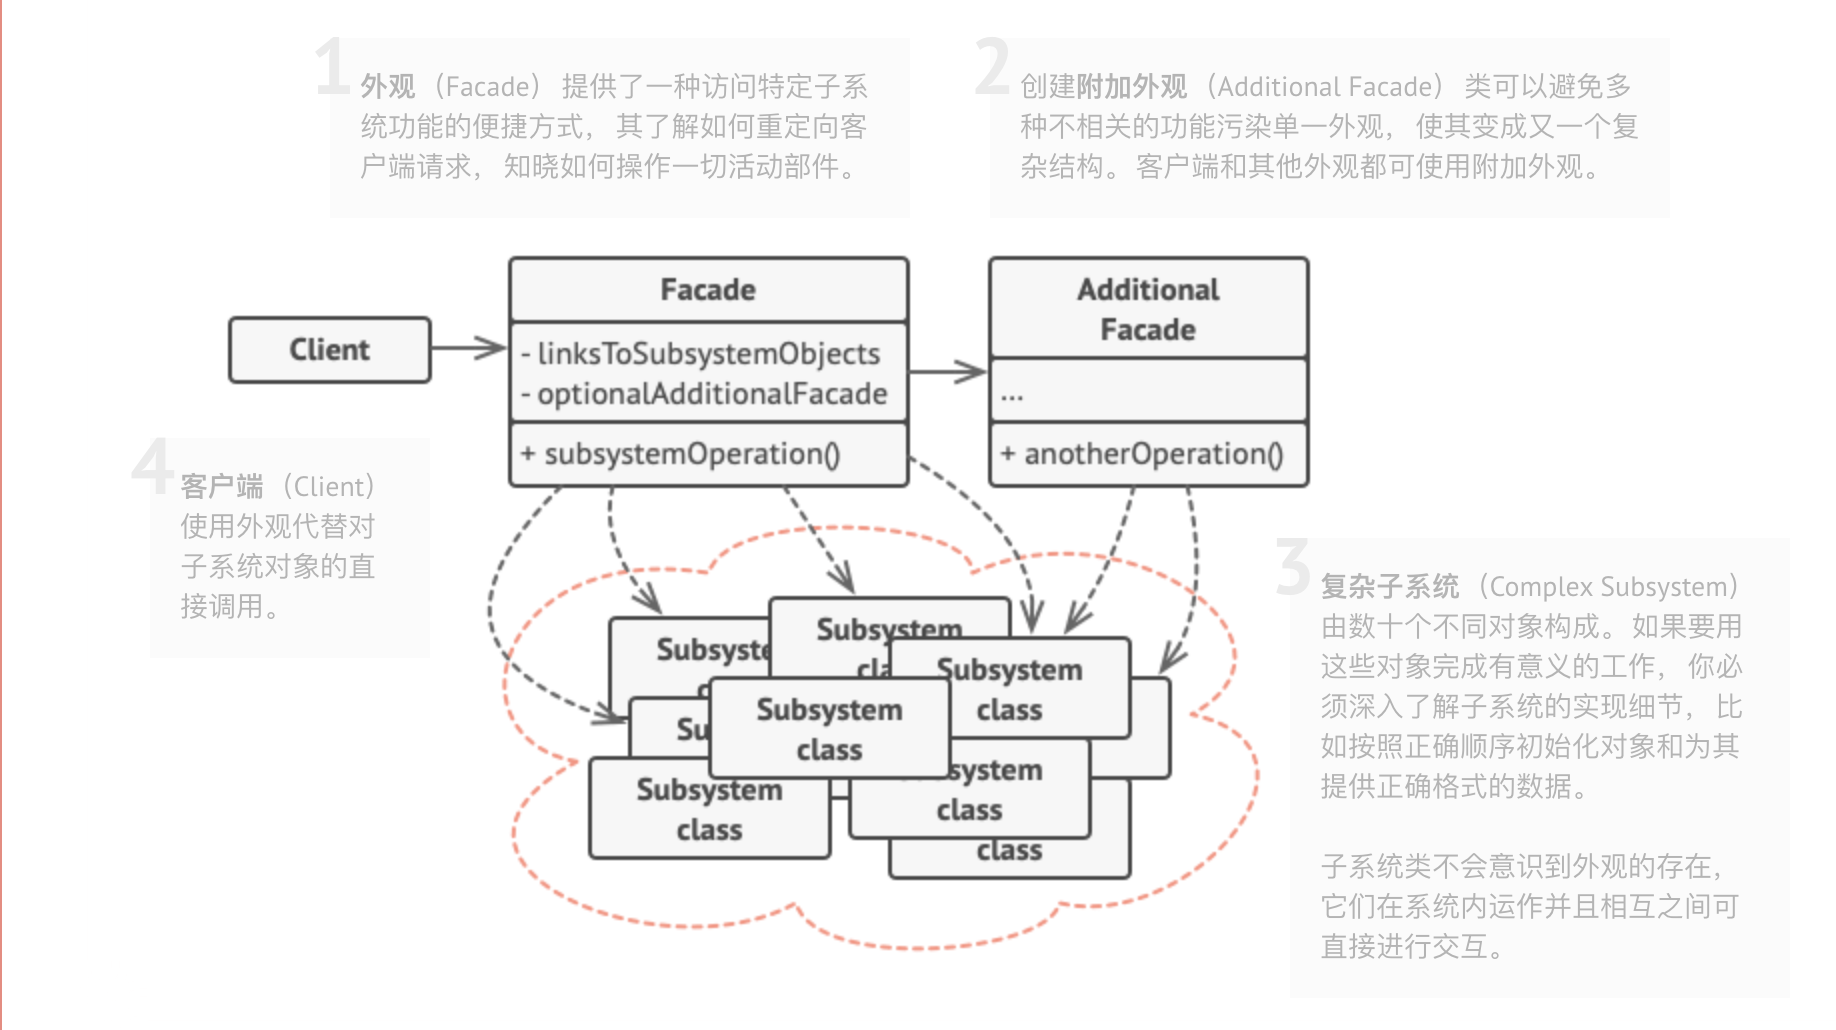 1
外观 （Facade） 提供了一种访问特定子系
统功能的便捷方式， 其了解如何重定向客
户端请求， 知晓如何操作一切活动部件。
2
创建附加外观 （Additional Facade） 类可以避免多
种不相关的功能污染单一外观， 使其变成又一个复
杂结构。 客户端和其他外观都可使用附加外观。
Client
Facade
- linksToSubsystemObjects
- optionalAdditionalFacade
+ subsystemOperation()
Additional
Facade
...
+ anotherOperation()
4
客户端 （Client）
使用外观代替对
子系统对象的直
接调用。
3
复杂子系统 （Complex Subsystem）
由数十个不同对象构成。 如果要用
这些对象完成有意义的工作， 你必
须深入了解子系统的实现细节， 比
如按照正确顺序初始化对象和为其
提供正确格式的数据。
子系统类不会意识到外观的存在，
它们在系统内运作并且相互之间可
直接进行交互。
Subsystem
Subsystem
class
Subsystem
class
Subsystem
class
class
class